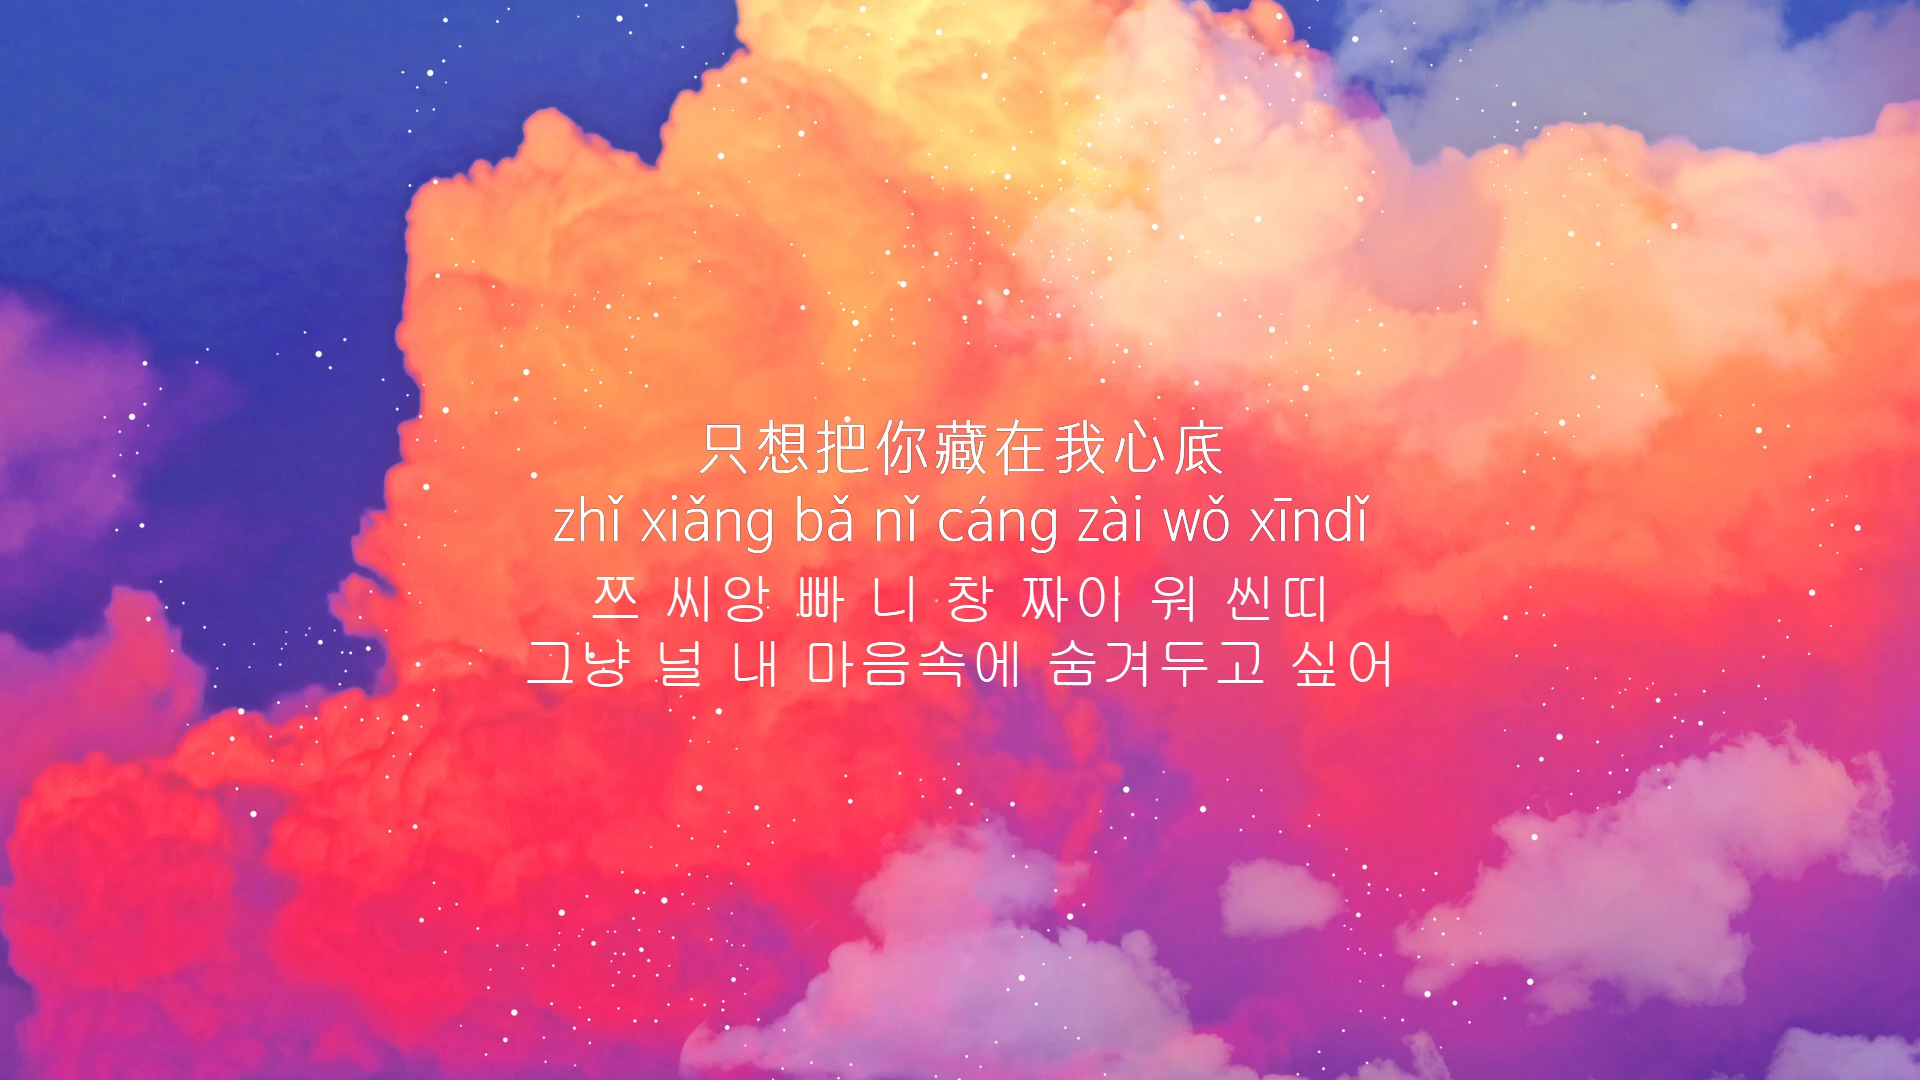 只想把你藏在我心底
zhǐ xiǎng bǎ nǐ cáng zài wǒ xīndǐ
쯔 씨앙 빠 니 창 짜이 워 씬띠
그냥 널 내 마음속에 숨겨두고 싶어